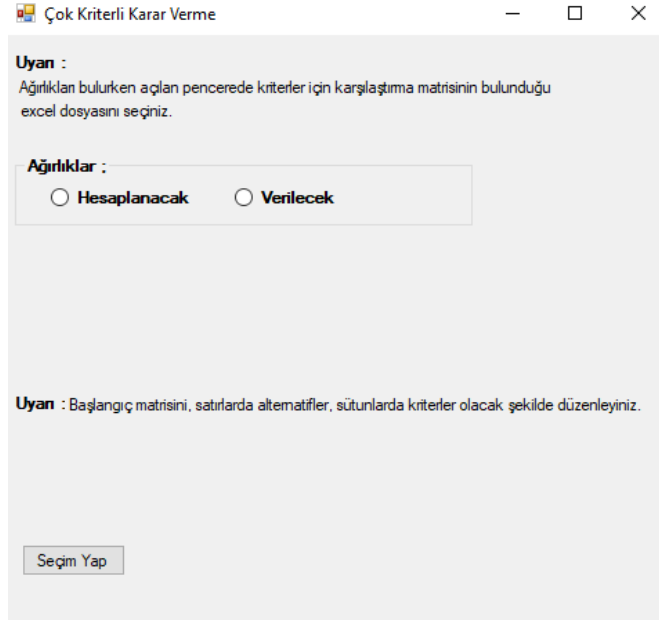 Çok Kriterli Karar Verme
Uyarı :
Ağırlıkları bulurken açılan pencerede kriterler için karşılaştırma matrisinin bulunduğu
excel dosyasını seçiniz.
Ağırlıklar :
Hesaplanacak Verilecek
Uyarı : Başlangıç matrisini, satırlarda alternatifler, sütunlarda kriterler olacak şekilde düzenleyiniz.
Seçim Yap